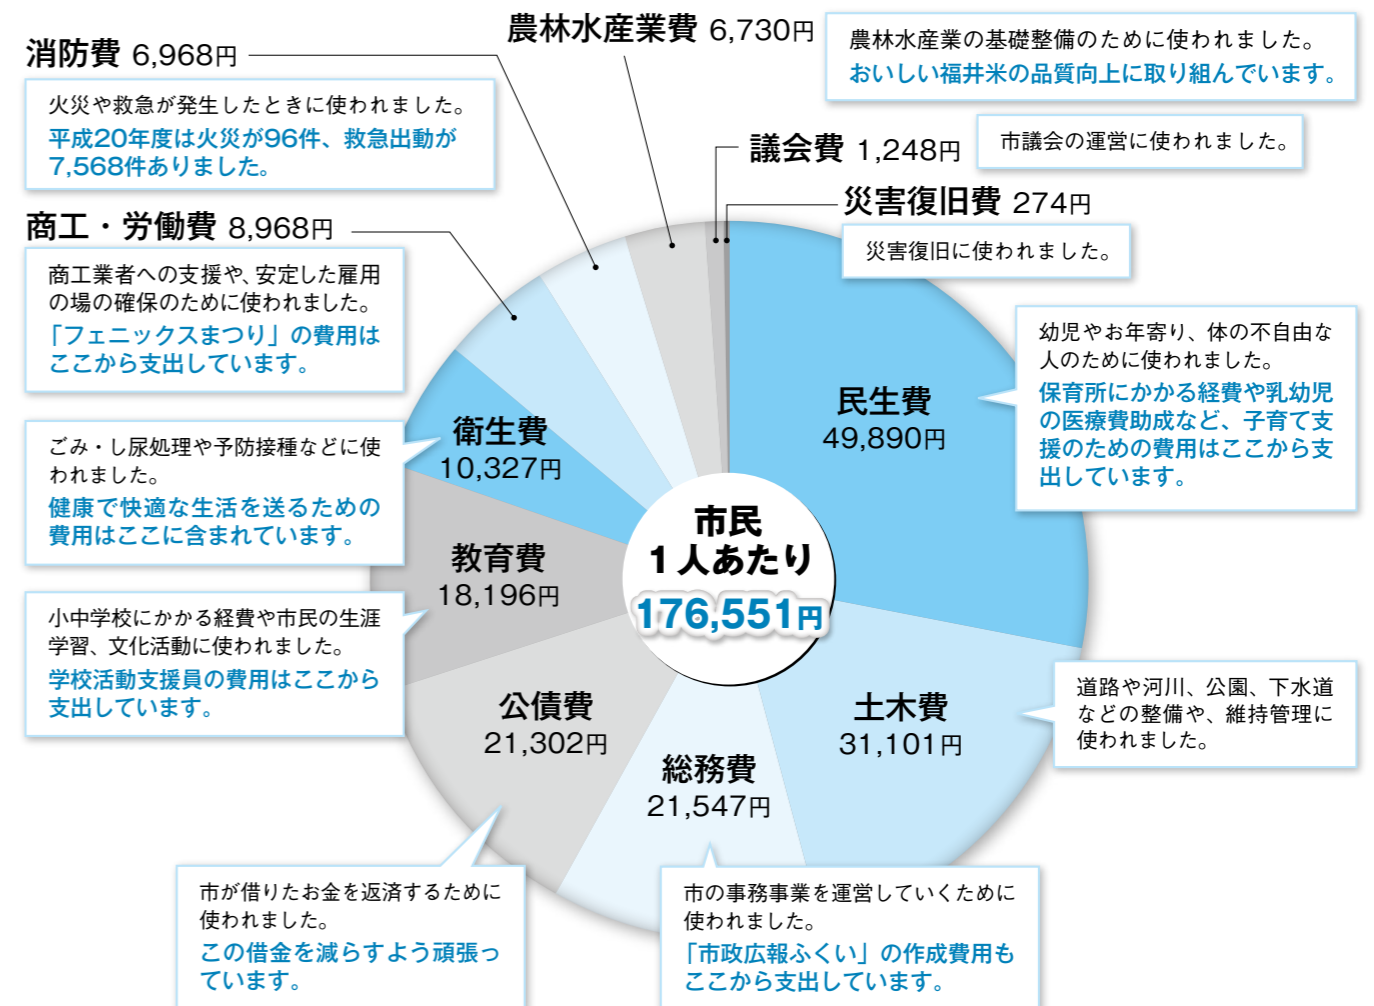 農林水産業費 6,730円
農林水産業の基礎整備のために使われました。
おいしい福井米の品質向上に取り組んでいます。
消防費 6,968円
火災や救急が発生したときに使われました。
平成20年度は火災が96件、救急出動が
7,568件ありました。
議会費 1,248円
市議会の運営に使われました。
災害復旧費 274円
災害復旧に使われました。
商工・労働費 8,968円
商工業者への支援や、安定した雇用
の場の確保のために使われました。
「フェニックスまつり」の費用は
ここから支出しています。
民生費
49,890円
幼児やお年寄り、体の不自由な
人のために使われました。
保育所にかかる経費や乳幼児
の医療費助成など、子育て支
援のための費用はここから支
出しています。
衛生費
10,327円
ごみ・し尿処理や予防接種などに使
われました。
健康で快適な生活を送るための
費用はここに含まれています。
市民
1人あたり
176,551円
教育費
18,196円
小中学校にかかる経費や市民の生涯
学習、文化活動に使われました。
学校活動支援員の費用はここから
支出しています。
土木費
31,101円
道路や河川、公園、下水道
などの整備や、維持管理に
使われました。
公債費
21,302円
市が借りたお金を返済するために
使われました。
この借金を減らすよう頑張っ
ています。
総務費
21,547円
市の事務事業を運営していくために
使われました。
「市政広報ふくい」の作成費用も
ここから支出しています。